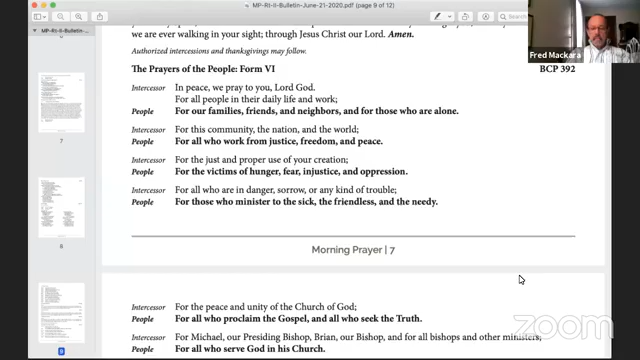 MP-Rt-II-Bulletin-June-21-2020.pdf (page 9 of 12)
Search
MP-Rt-II-Bulletin-June-21-2020....
we are ever walking in your sight; through Jesus Christ our Lord. Amen.
Authorized intercessions and thanksgivings may follow.
The Prayers of the People: Form VI BCP 392
Intercessor In peace, we pray to you, Lord God.
For all people in their daily life and work;
People For our families, friends, and neighbors, and for those who are alone.
Intercessor For this community, the nation, and the world;
People For all who work from justice, freedom, and peace.
Intercessor For the just and proper use of your creation;
People For the victims of hunger, fear, injustice, and oppression.
Intercessor For all who are in danger, sorrow, or any kind of trouble;
People For those who minister to the sick, the friendless, and the needy.
Morning Prayer | 7
Intercessor For the peace and unity of the Church of God;
People For all who proclaim the Gospel, and all who seek the Truth.
Intercessor For Michael, our Presiding Bishop, Brian, our Bishop, and for all bishops and other ministers;
People For all who serve God in his Church.
7
8
9
Fred Mackara
zoom